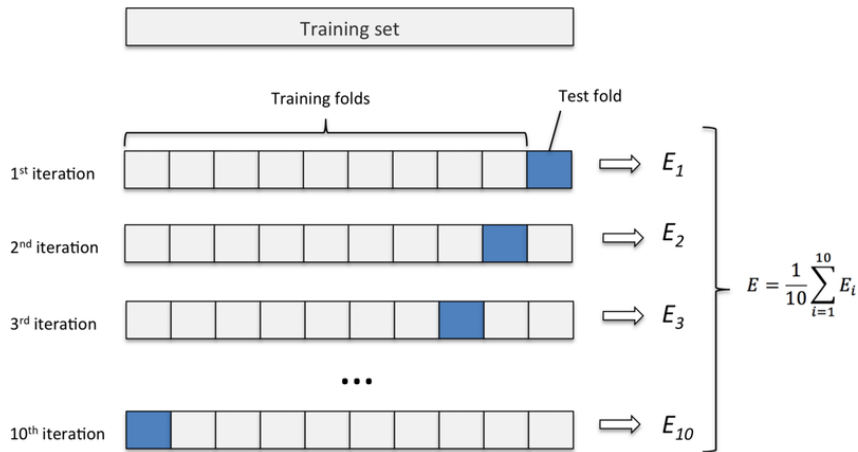 Training set
Training folds
Test fold
1st iteration
E1
2nd iteration
E2
3rd iteration
E3
...
10th iteration
E10
E = 1/10 10∑i=1 Ei